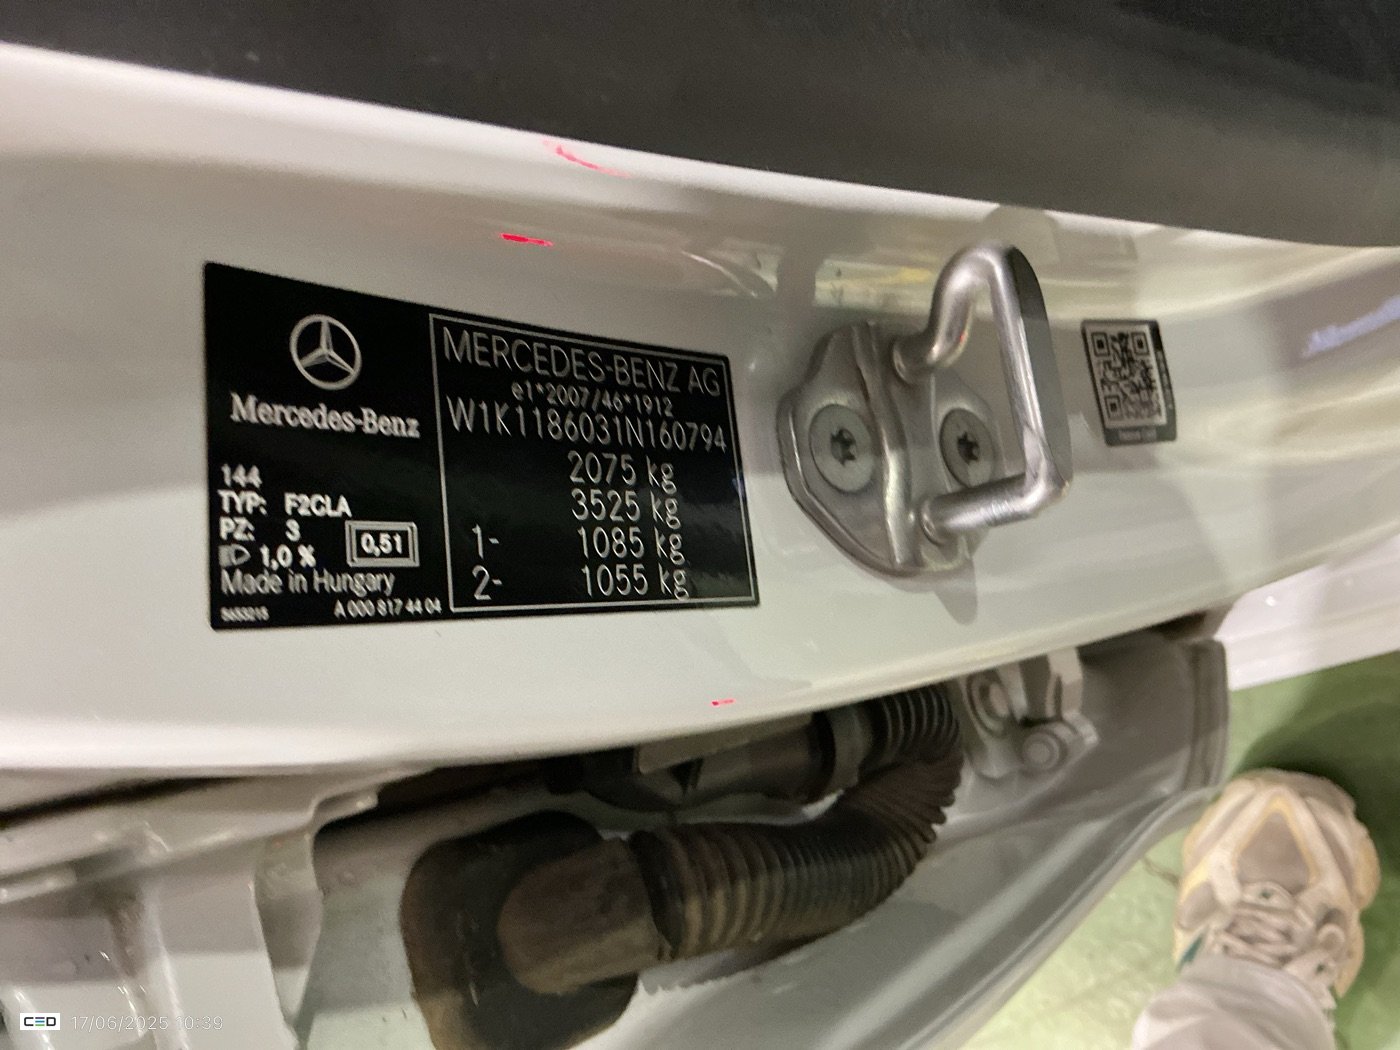 Mercedes-Benz
144
TYP: F2CLA
PZ: 3
1,0 %
0,51
Made in Hungary
A 000 817 44 04
MERCEDES-BENZ AG
e1*2007/46*1912
W1K1186031N160794
2075 kg
3525 kg
1- 1085 kg
2- 1055 kg
CED 17/06/2025 10:39